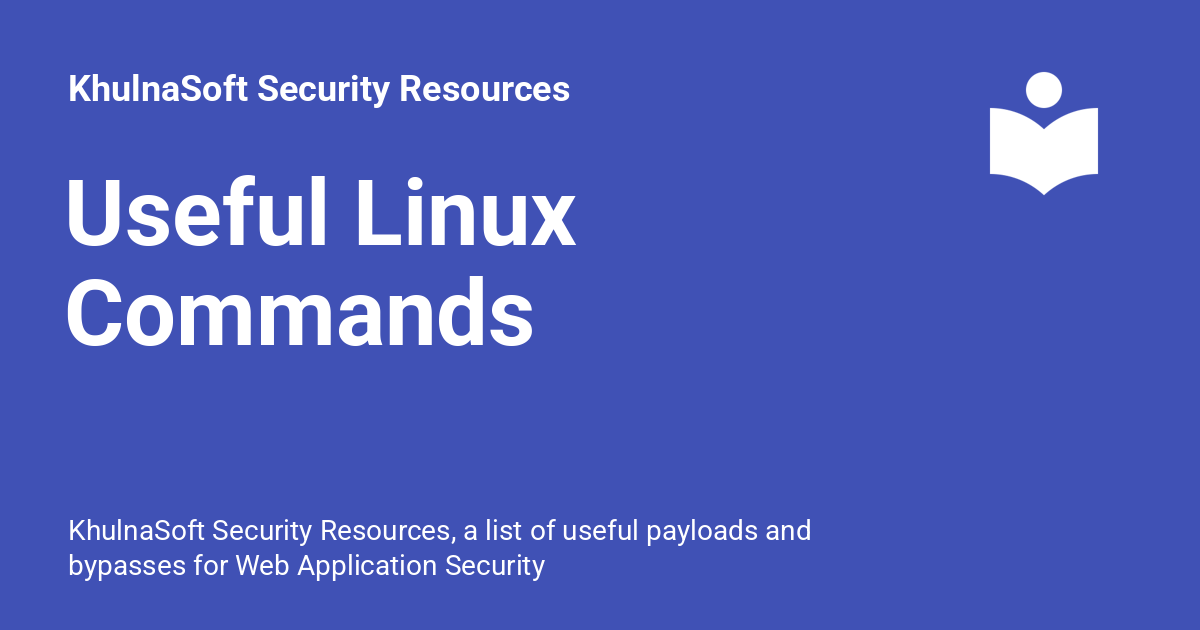 KhulnaSoft Security Resources
Useful Linux
Commands
KhulnaSoft Security Resources, a list of useful payloads and
bypasses for Web Application Security